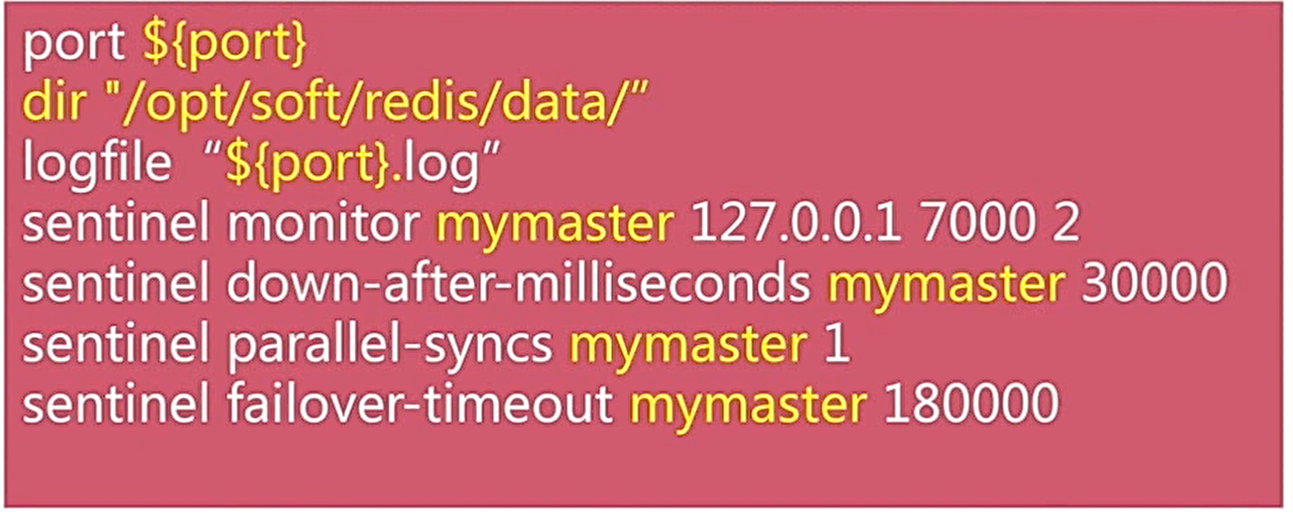 port ${port}
dir "/opt/soft/redis/data/”
logfile “${port}.log”
sentinel monitor mymaster 127.0.0.1 7000 2
sentinel down-after-milliseconds mymaster 30000
sentinel parallel-syncs mymaster 1
sentinel failover-timeout mymaster 180000